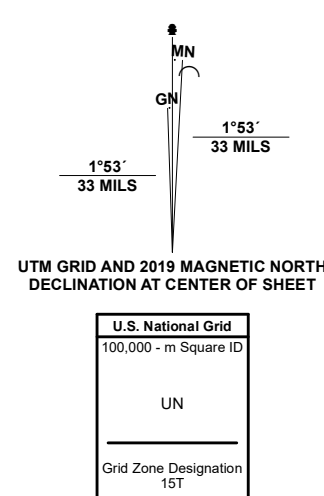 MN
GN
1°53´
33 MILS
1°53´
33 MILS
UTM GRID AND 2019 MAGNETIC NORTH
DECLINATION AT CENTER OF SHEET
U.S. National Grid
100,000 - m Square ID
UN
Grid Zone Designation
15T